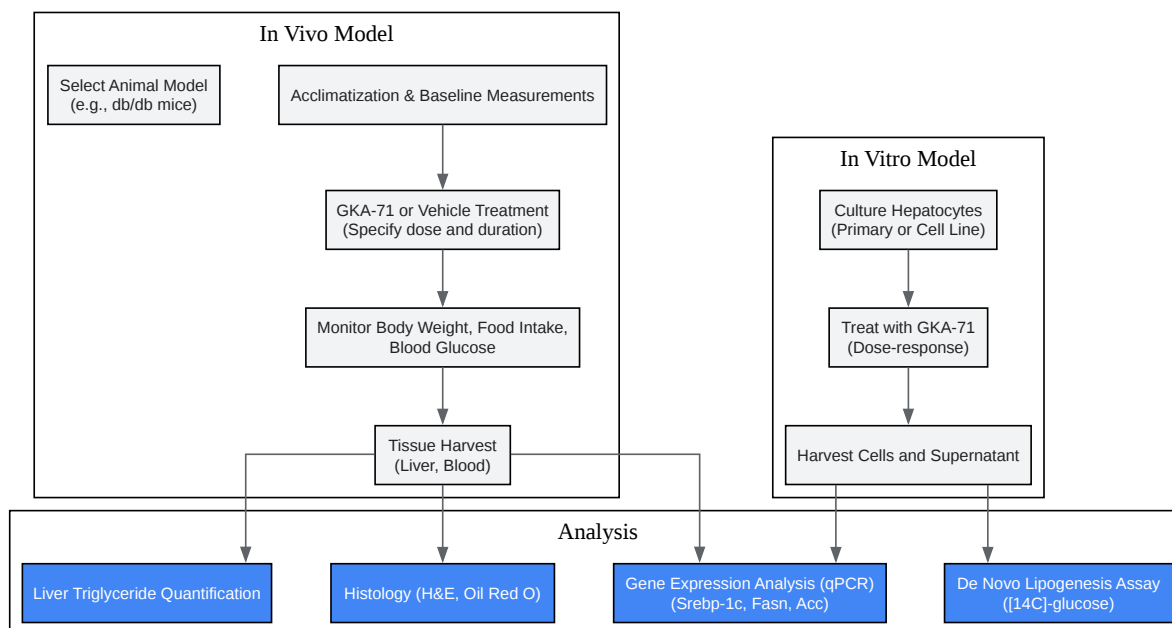 In Vivo Model
Select Animal Model
(e.g., db/db mice)
Acclimatization & Baseline Measurements
GKA-71 or Vehicle Treatment
(Specify dose and duration)
Monitor Body Weight, Food Intake,
Blood Glucose
Tissue Harvest
(Liver, Blood)
In Vitro Model
Culture Hepatocytes
(Primary or Cell Line)
Treat with GKA-71
(Dose-response)
Harvest Cells and Supernatant
Analysis
Liver Triglyceride Quantification
Histology (H&E, Oil Red O)
Gene Expression Analysis (qPCR)
(Srebp-1c, Fasn, Acc)
De Novo Lipogenesis Assay
([14C]-glucose)